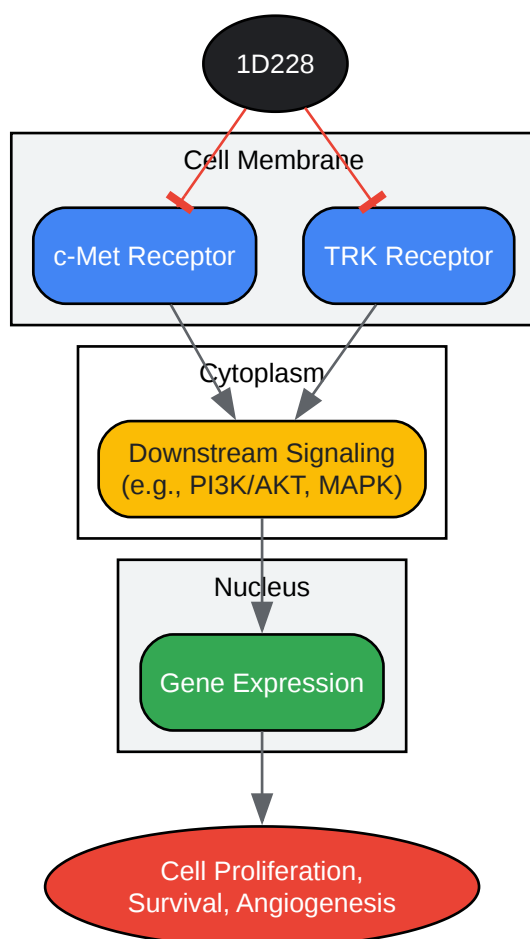 1D228
Cell Membrane
c-Met Receptor
TRK Receptor
Cytoplasm
Downstream Signaling
(e.g., PI3K/AKT, MAPK)
Nucleus
Gene Expression
Cell Proliferation,
Survival, Angiogenesis